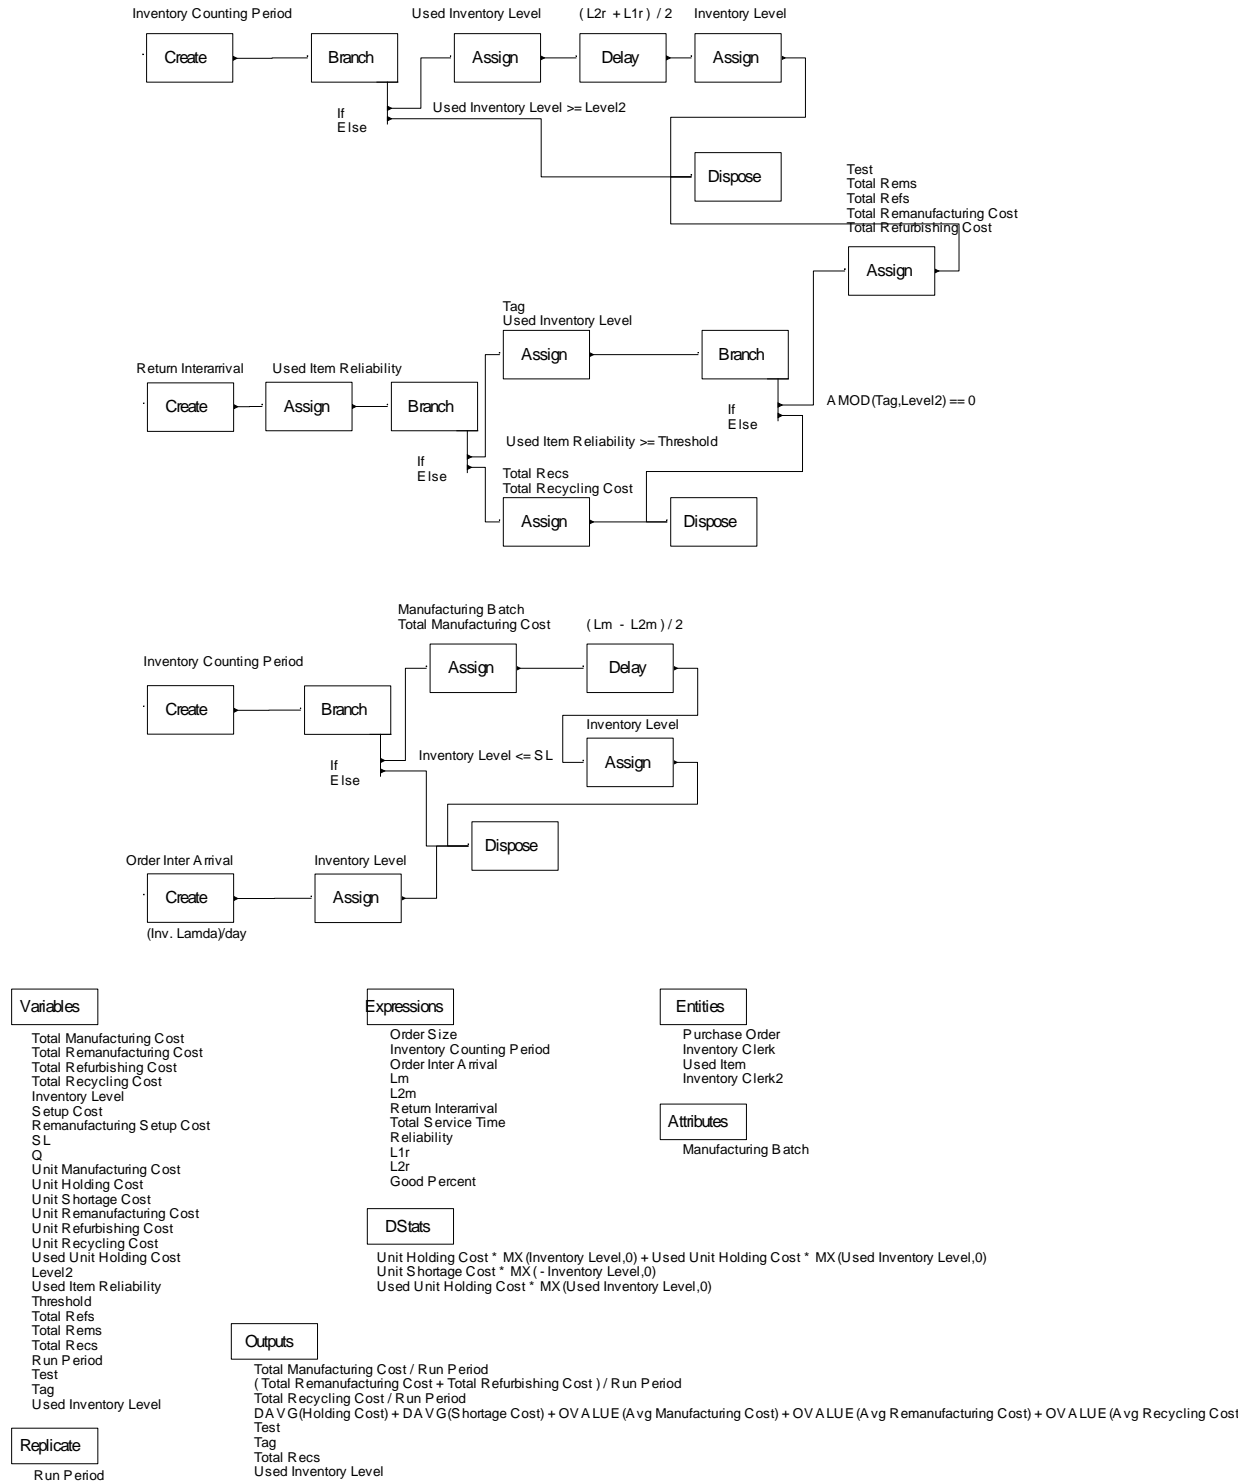 Inventory Counting Period
Used Inventory Level
( L2r + L1r ) / 2
Inventory Level
Create
Branch
Assign
Delay
Assign
If
Else
Used Inventory Level >= Level2
Dispose
Test
Total Rems
Total Refs
Total Remanufacturing Cost
Total Refurbishing Cost
Assign
Tag
Used Inventory Level
Assign
Branch
Return Interarrival
Used Item Reliability
Create
Assign
Branch
If
Else
AMOD(Tag,Level2) == 0
Used Item Reliability >= Threshold
If
Else
Total Recs
Total Recycling Cost
Assign
Dispose
Manufacturing Batch
Total Manufacturing Cost
( Lm - L2m ) / 2
Assign
Delay
Inventory Counting Period
Create
Branch
Inventory Level
If
Else
Inventory Level <= SL
Assign
Dispose
Order Inter Arrival
Inventory Level
Create
Assign
(Inv. Lamda)/day
Variables
Total Manufacturing Cost
Total Remanufacturing Cost
Total Refurbishing Cost
Total Recycling Cost
Inventory Level
Setup Cost
Remanufacturing Setup Cost
SL
Q
Unit Manufacturing Cost
Unit Holding Cost
Unit Shortage Cost
Unit Remanufacturing Cost
Unit Refurbishing Cost
Unit Recycling Cost
Used Unit Holding Cost
Level2
Used Item Reliability
Threshold
Total Refs
Total Rems
Total Recs
Run Period
Test
Tag
Used Inventory Level
Replicate
Run Period
Expressions
Order Size
Inventory Counting Period
Order Inter Arrival
Lm
L2m
Return Interarrival
Total Service Time
Reliability
L1r
L2r
Good Percent
Entities
Purchase Order
Inventory Clerk
Used Item
Inventory Clerk2
Attributes
Manufacturing Batch
DStats
Unit Holding Cost * MX(Inventory Level,0) + Used Unit Holding Cost * MX(Used Inventory Level,0)
Unit Shortage Cost * MX( - Inventory Level,0)
Used Unit Holding Cost * MX(Used Inventory Level,0)
Outputs
Total Manufacturing Cost / Run Period
( Total Remanufacturing Cost + Total Refurbishing Cost ) / Run Period
Total Recycling Cost / Run Period
DAVG(Holding Cost) + DAVG(Shortage Cost) + OVALUE(Avg Manufacturing Cost) + OVALUE(Avg Remanufacturing Cost) + OVALUE(Avg Recycling Cost
Test
Tag
Total Recs
Used Inventory Level